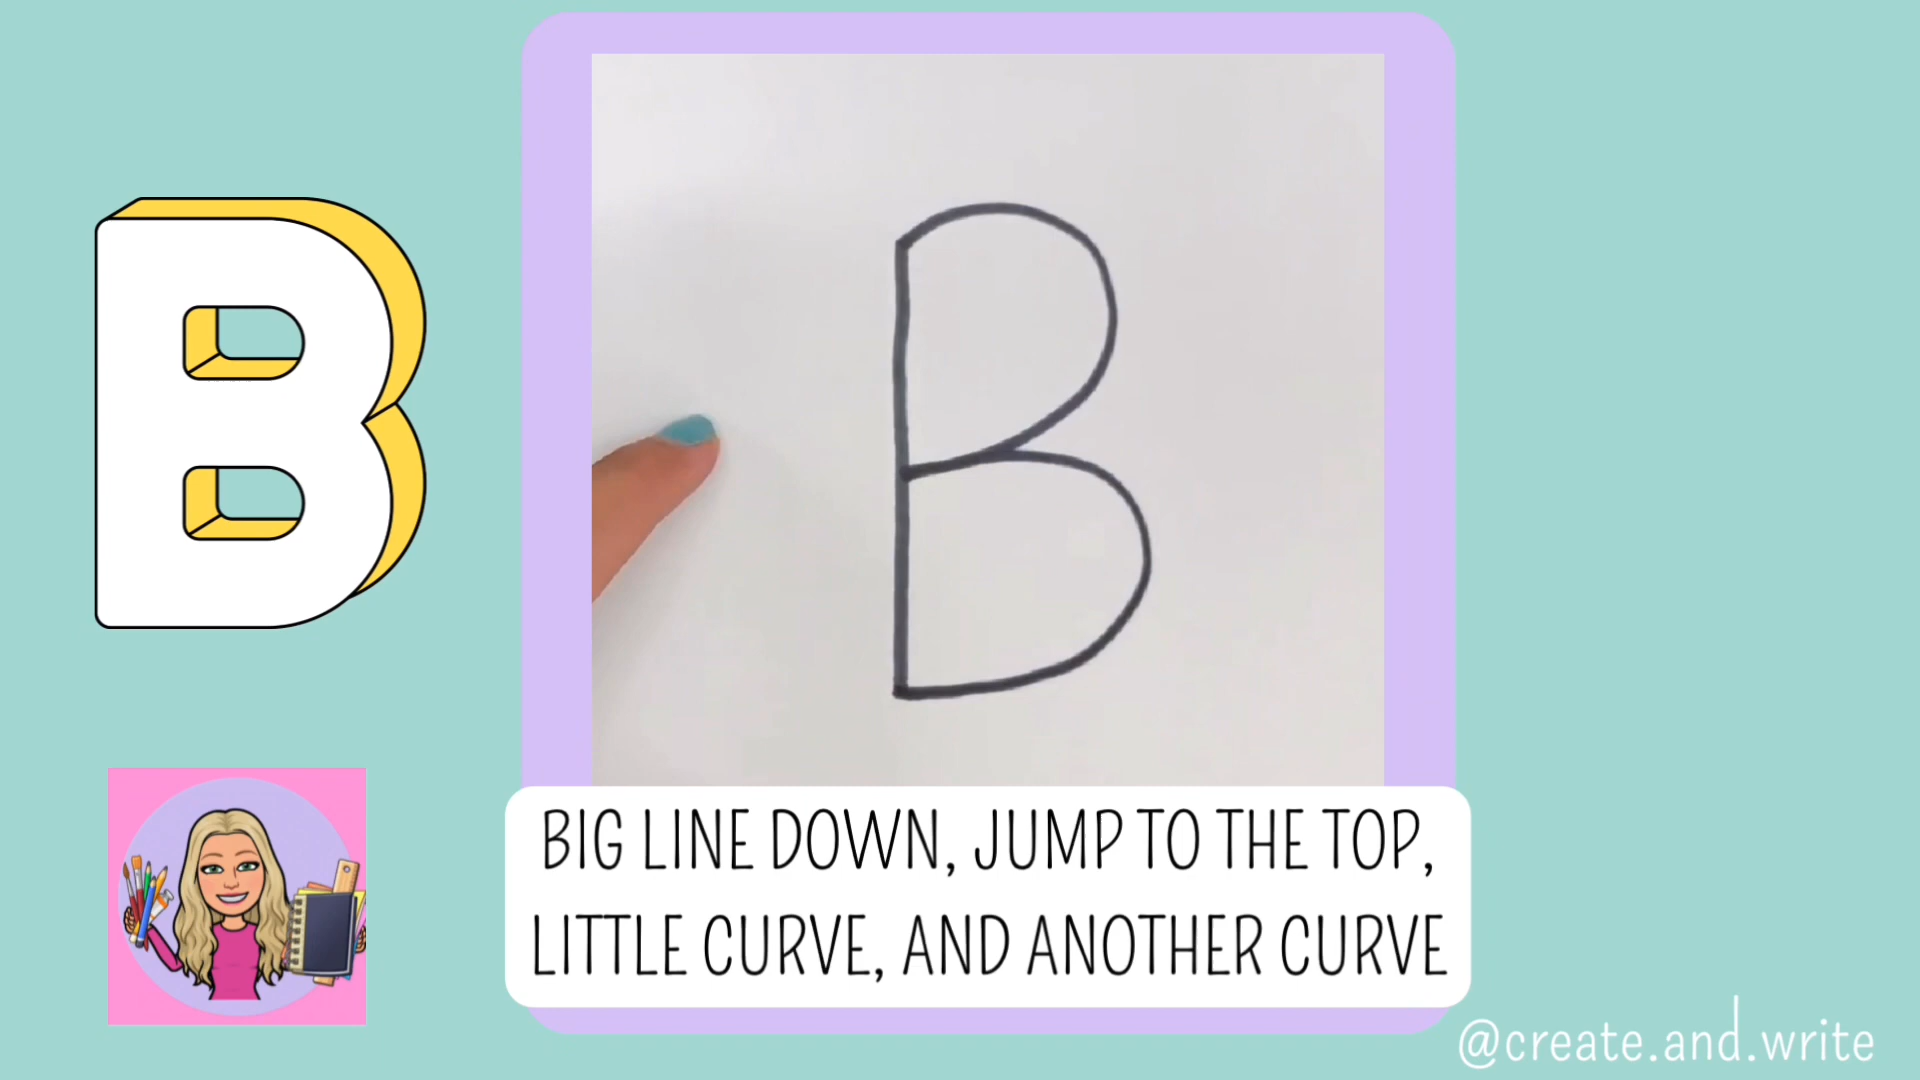 B
B
BIG LINE DOWN, JUMP TO THE TOP,
LITTLE CURVE, AND ANOTHER CURVE
@create.and.write